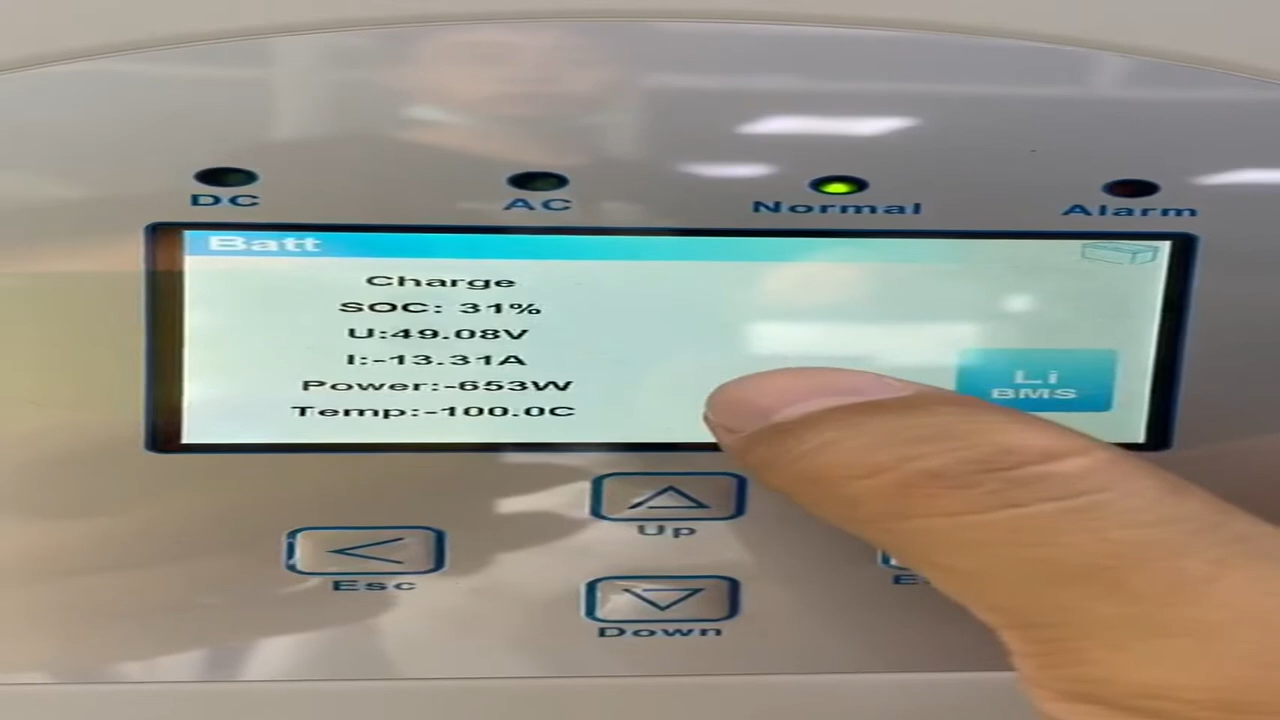 DC
AC
Normal
Alarm
Batt
Charge
SOC: 31%
U:49.08V
I:-13.31A
Power:-653W
Temp:-100.0C
Li
BMS
Up
Esc
Down